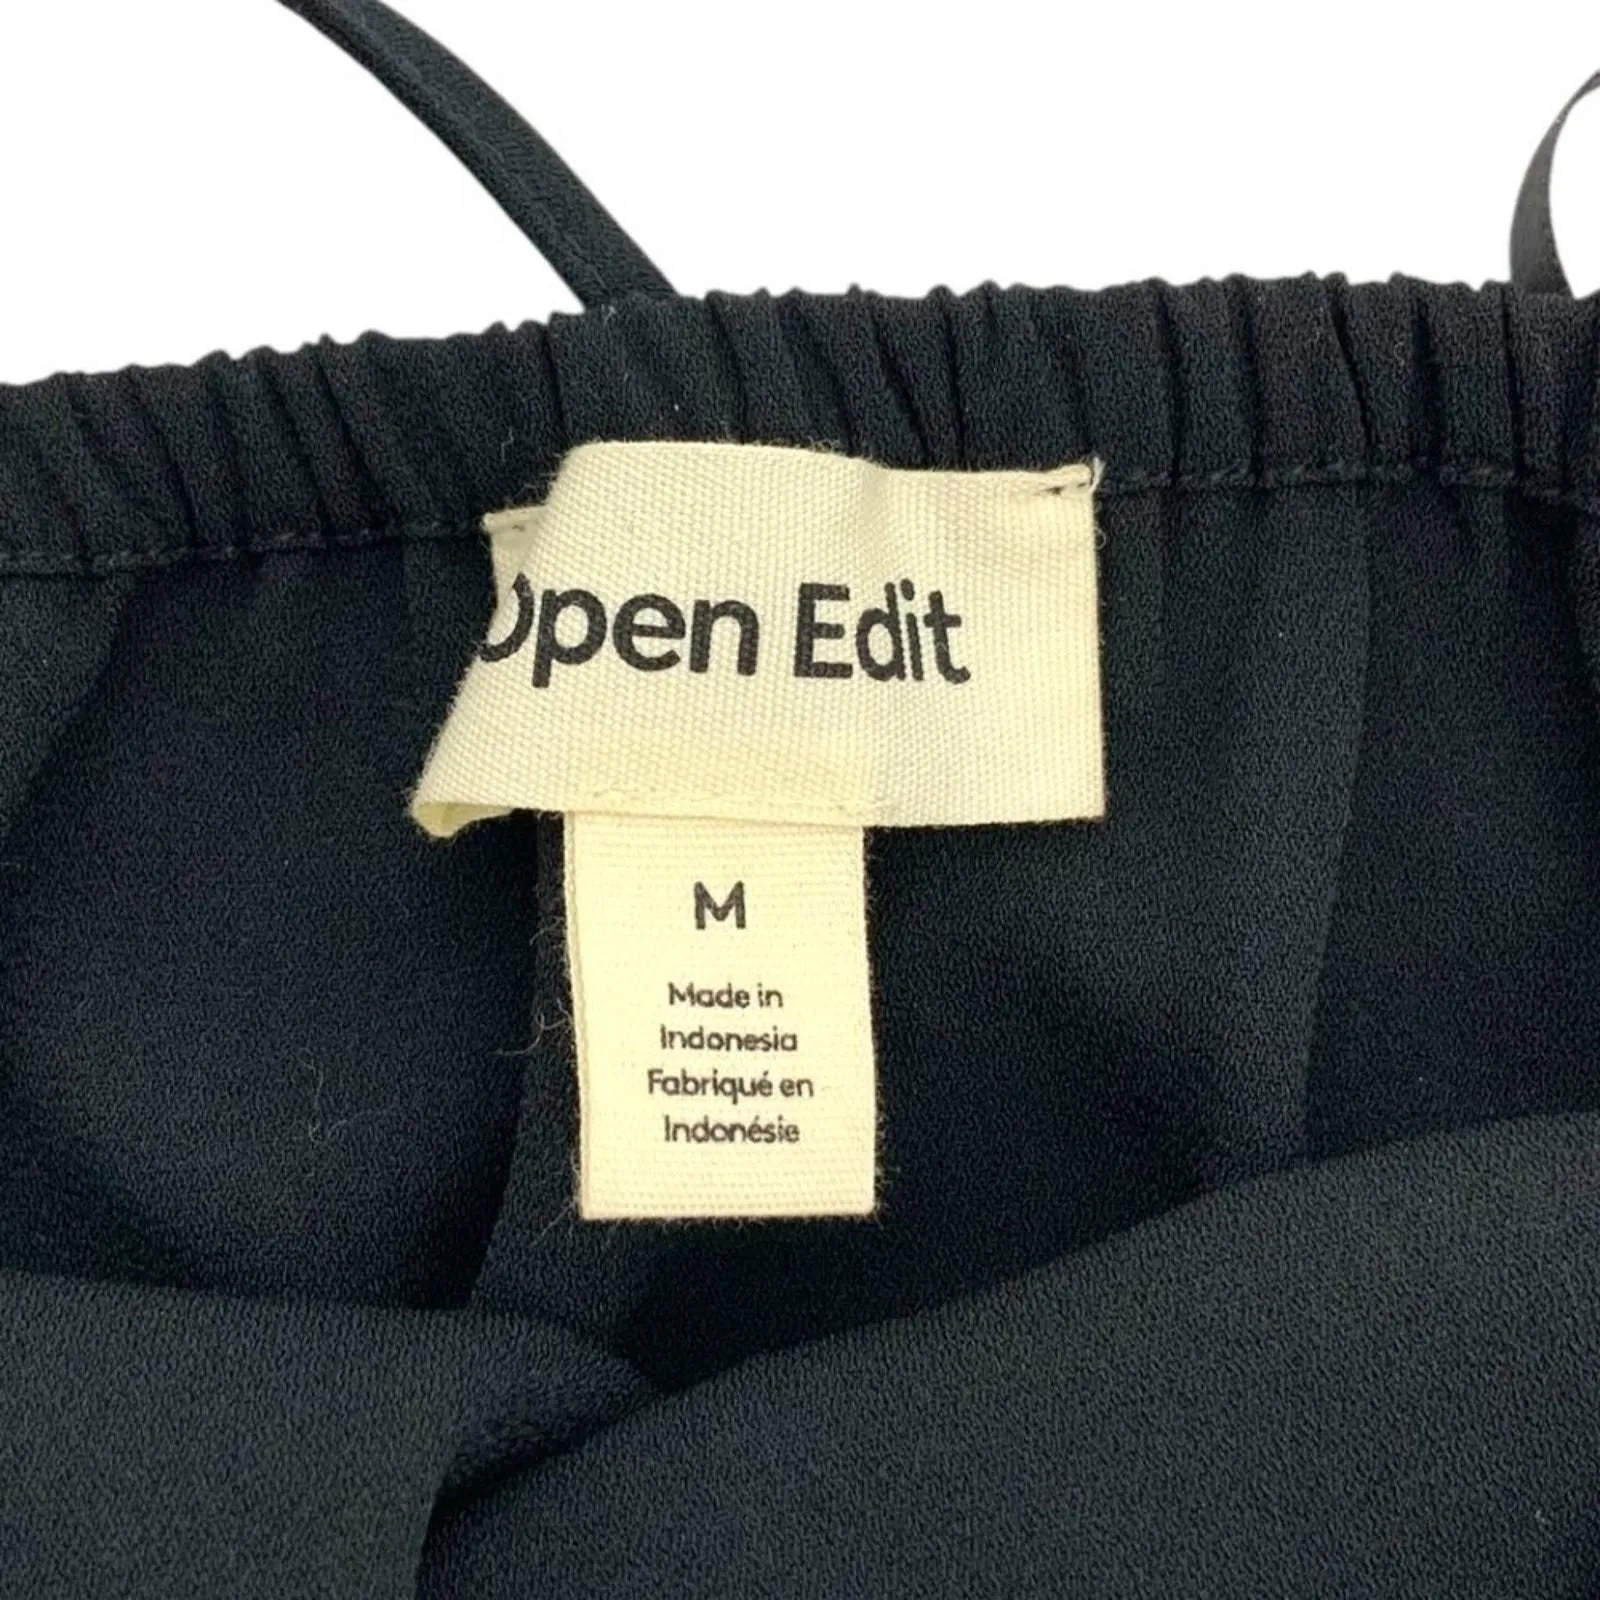 Open Edit
M
Made in
Indonesia
Fabriqué en
Indonésie